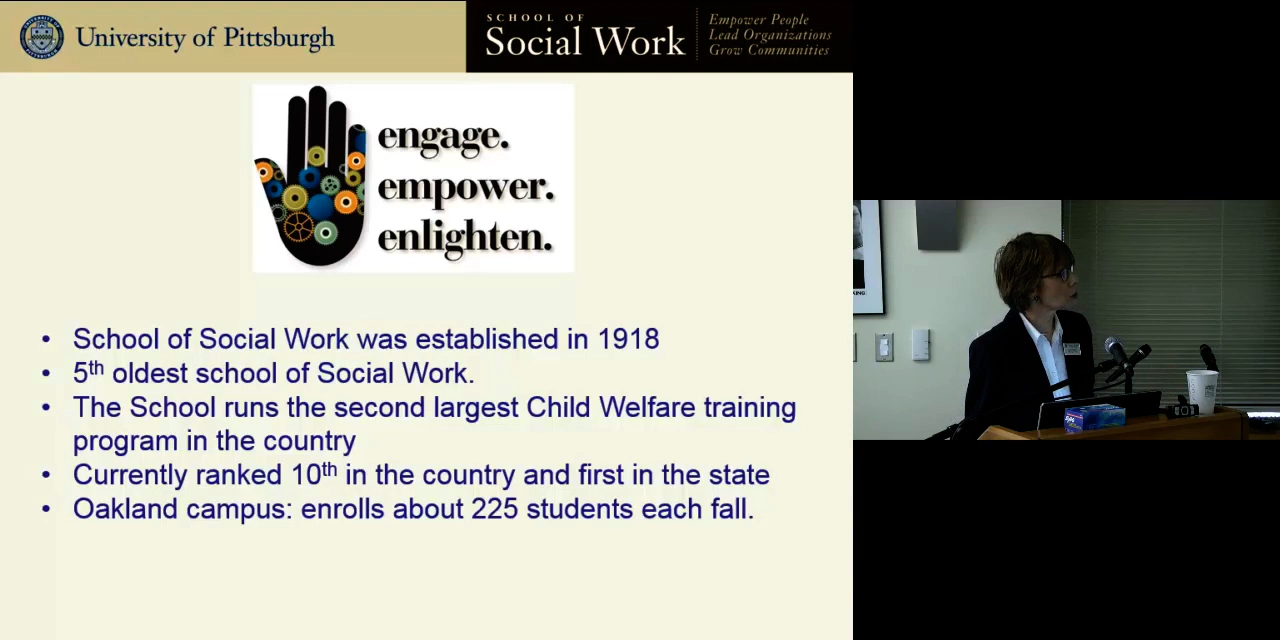 University of Pittsburgh
SCHOOL OF
Social Work
Empower People
Lead Organizations
Grow Communities
engage.
empower.
enlighten.
• School of Social Work was established in 1918
• 5th oldest school of Social Work.
• The School runs the second largest Child Welfare training
program in the country
• Currently ranked 10th in the country and first in the state
• Oakland campus: enrolls about 225 students each fall.